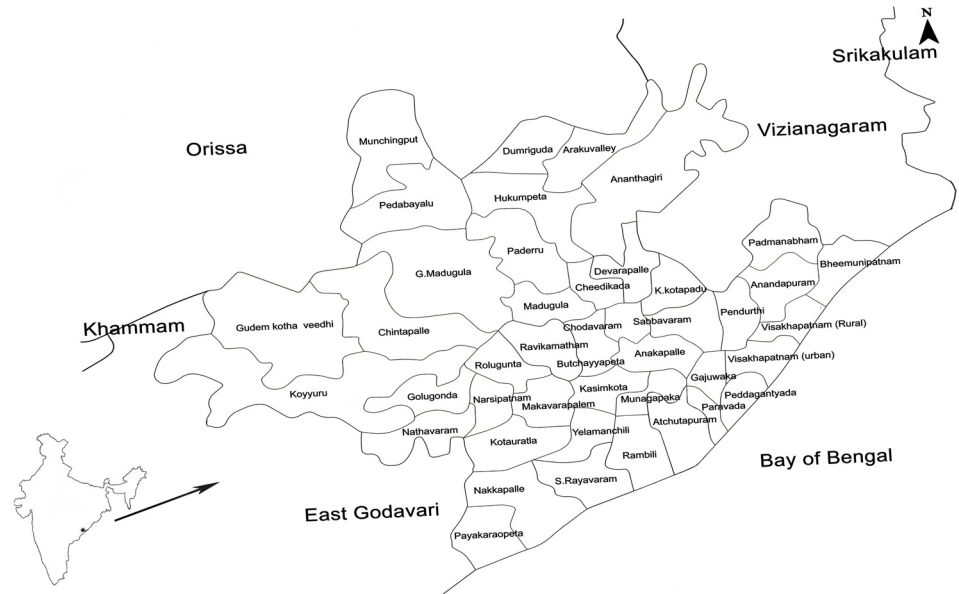 N
Srikakulam
Vizianagaram
Orissa
Munchingput
Dumriguda
Arakuvalley
Ananthagiri
Hukumpeta
Pedabayalu
Padmanabham
Paderru
Bheemunipatnam
Devarapalle
G.Madugula
Cheedikada
K.kotapadu
Anandapuram
Madugula
Pendurthi
Khammam
Gudem kotha veedhi
Chintapalle
Chodavaram
Sabbavaram
Visakhapatnam (Rural)
Ravikamatham
Anakapalle
Visakhapatnam (urban)
Rolugunta
Butchayyapeta
Gajuwaka
Koyyuru
Golugonda
Narsipatnam
Kasimkota
Peddagantyada
Makavarapalem
Munagapaka
Paravada
Nathavaram
Kotauratla
Yelamanchili
Atchutapuram
Rambili
Bay of Bengal
S.Rayavaram
Nakkapalle
East Godavari
Payakaraopeta